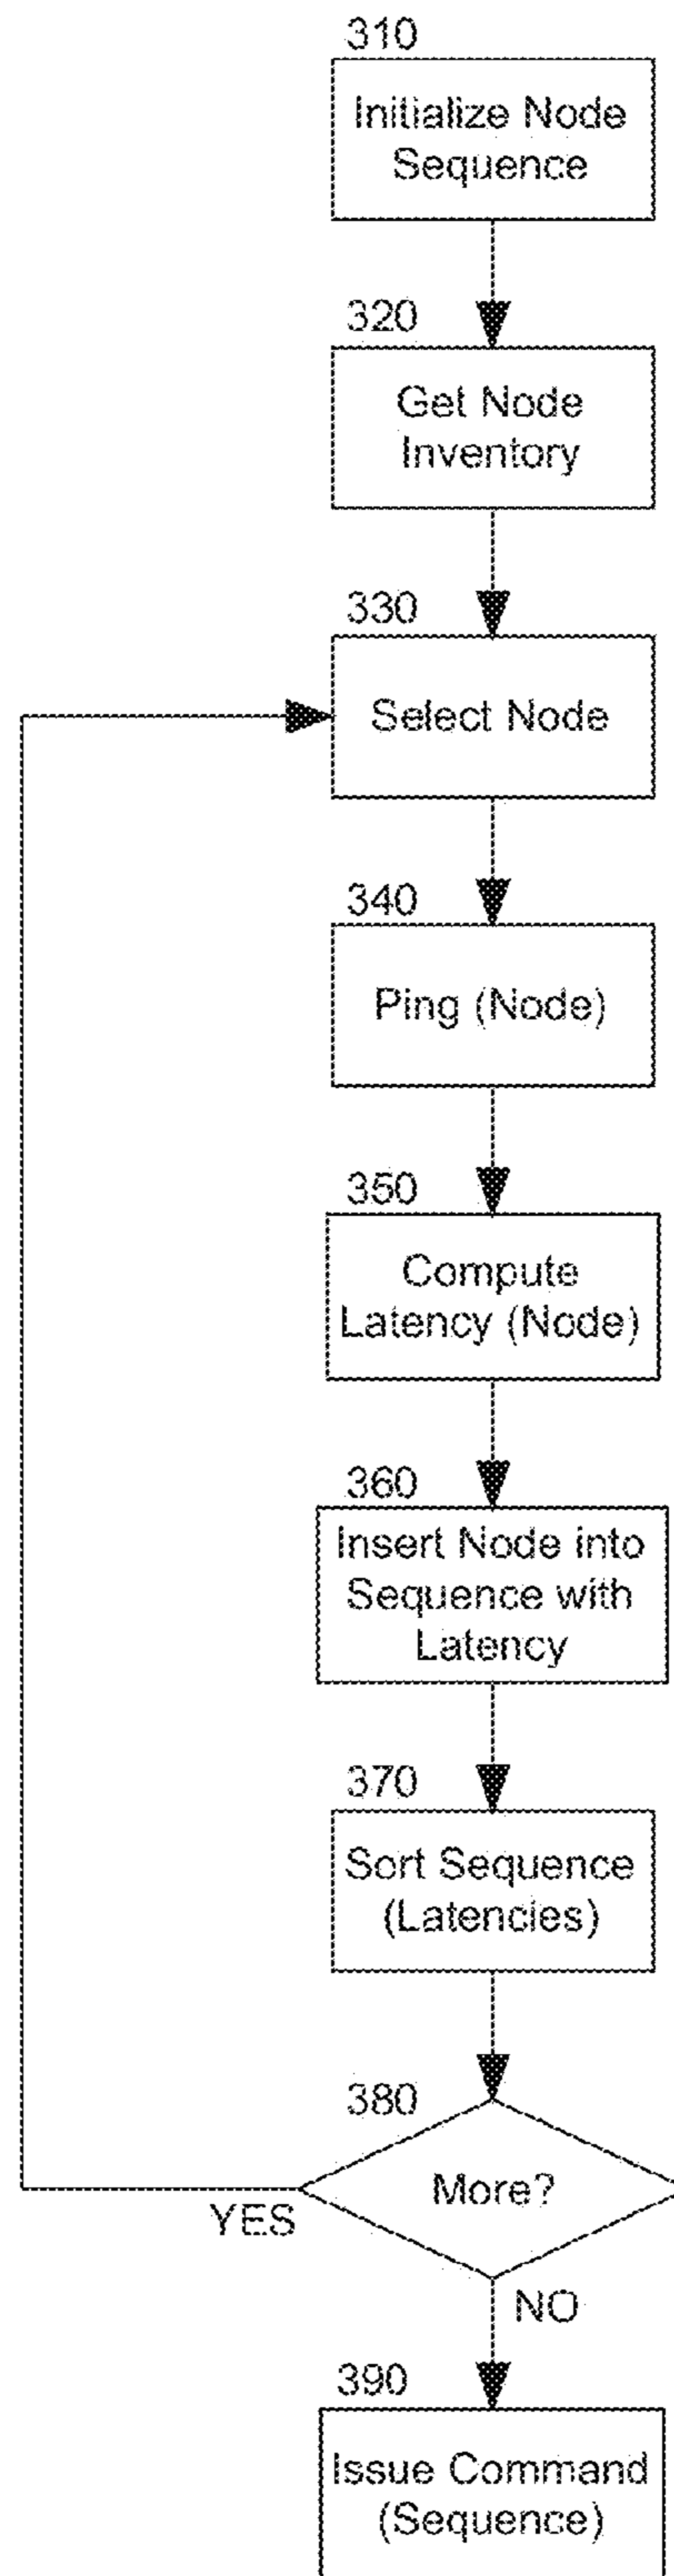 310
Initialize Node
Sequence
320
Get Node
Inventory
330
Select Node
340
Ping (Node)
350
Compute
Latency (Node)
360
Insert Node into
Sequence with
Latency
370
Sort Sequence
(Latencies)
380
More?
YES
NO
390
Issue Command
(Sequence)